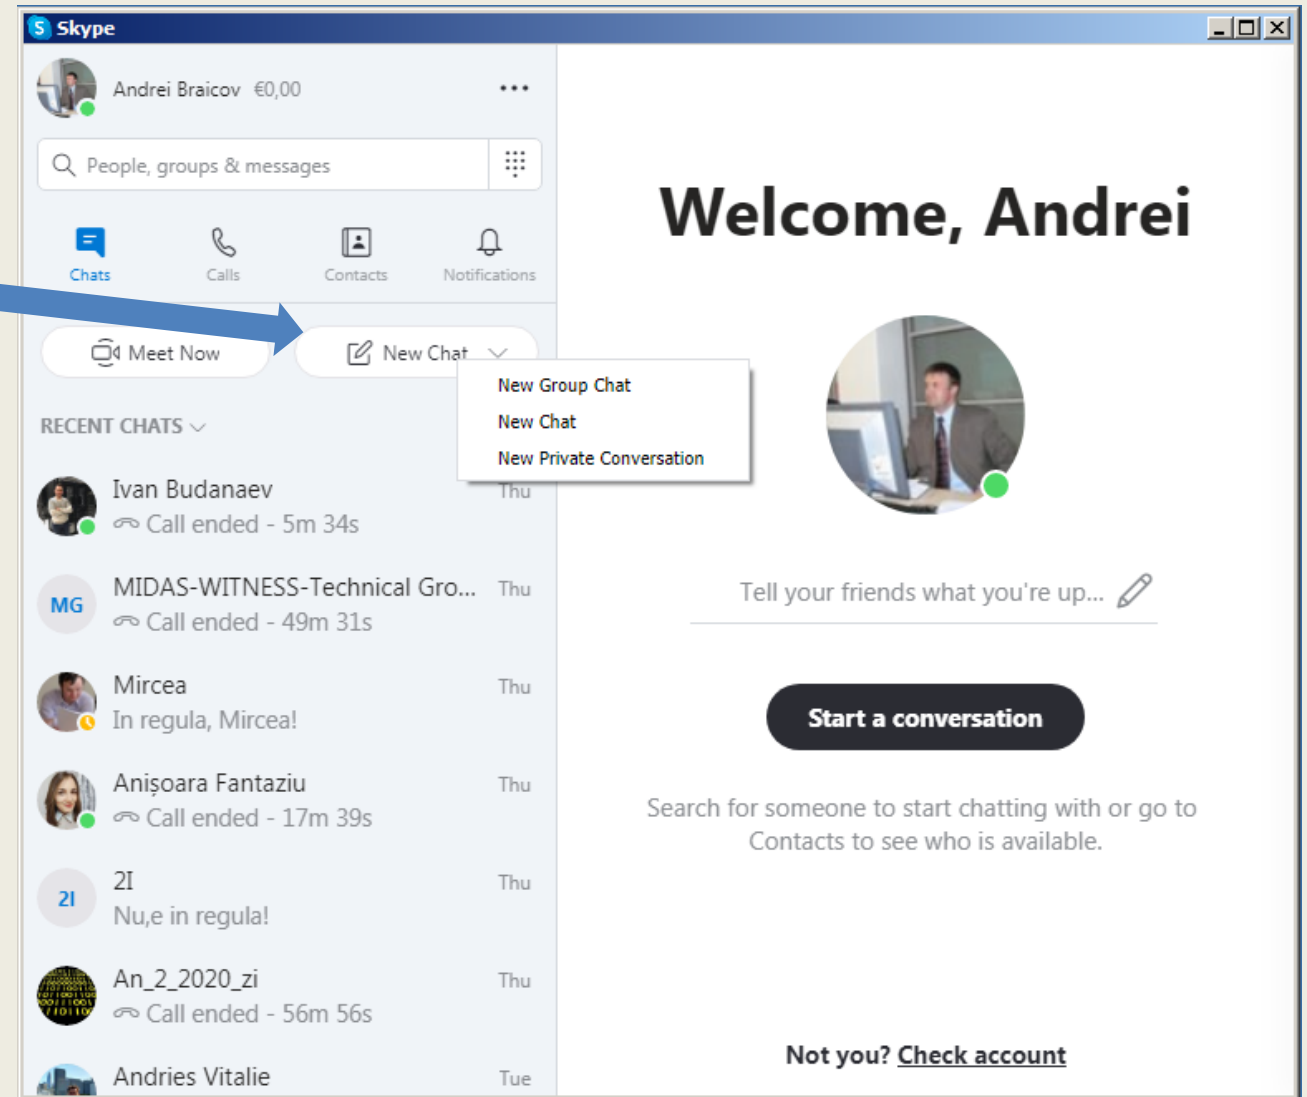 Skype
Andrei Braicov €0,00
People, groups & messages
Chats Calls Contacts Notifications
Meet Now New Chat
New Group Chat
New Chat
New Private Conversation
RECENT CHATS
Ivan Budanaev Thu
Call ended - 5m 34s
MG MIDAS-WITNESS-Technical Gro... Thu
Call ended - 49m 31s
Mircea Thu
In regula, Mircea!
Anișoara Fantaziu Thu
Call ended - 17m 39s
2I 2I Thu
Nu,e in regula!
An_2_2020_zi Thu
Call ended - 56m 56s
Andries Vitalie Tue
Welcome, Andrei
Tell your friends what you're up...
Start a conversation
Search for someone to start chatting with or go to
Contacts to see who is available.
Not you? Check account